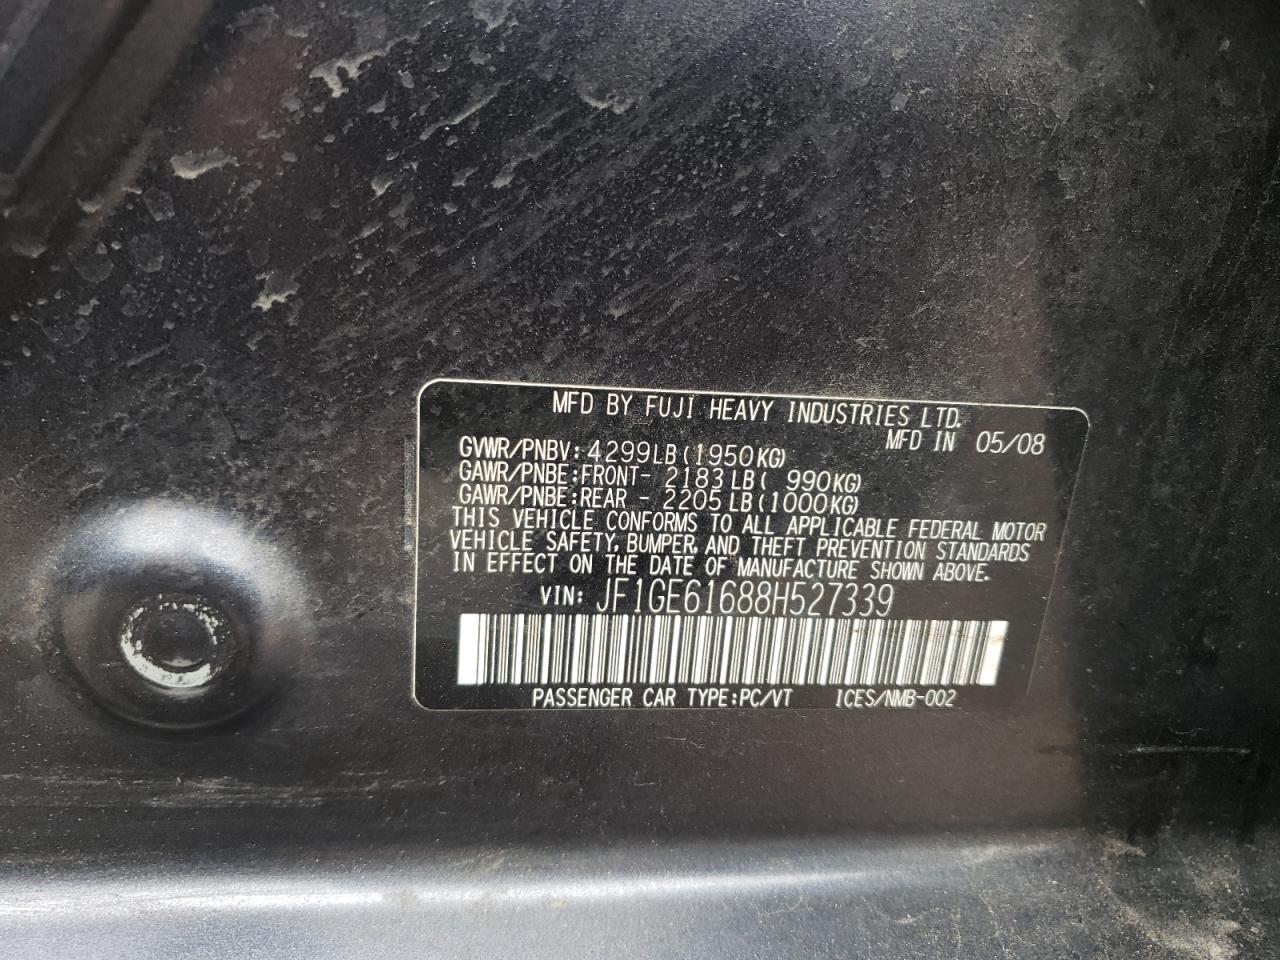 MFD BY FUJI HEAVY INDUSTRIES LTD.
MFD IN 05/08
GVWR/PNBV: 4299LB(1950KG)
GAWR/PNBE:FRONT- 2183LB( 990KG)
GAWR/PNBE:REAR - 2205LB(1000KG)
THIS VEHICLE CONFORMS TO ALL APPLICABLE FEDERAL MOTOR
VEHICLE SAFETY, BUMPER, AND THEFT PREVENTION STANDARDS
IN EFFECT ON THE DATE OF MANUFACTURE SHOWN ABOVE.
VIN: JF1GE61688H527339
PASSENGER CAR TYPE:PC/VT ICES/NMB-002